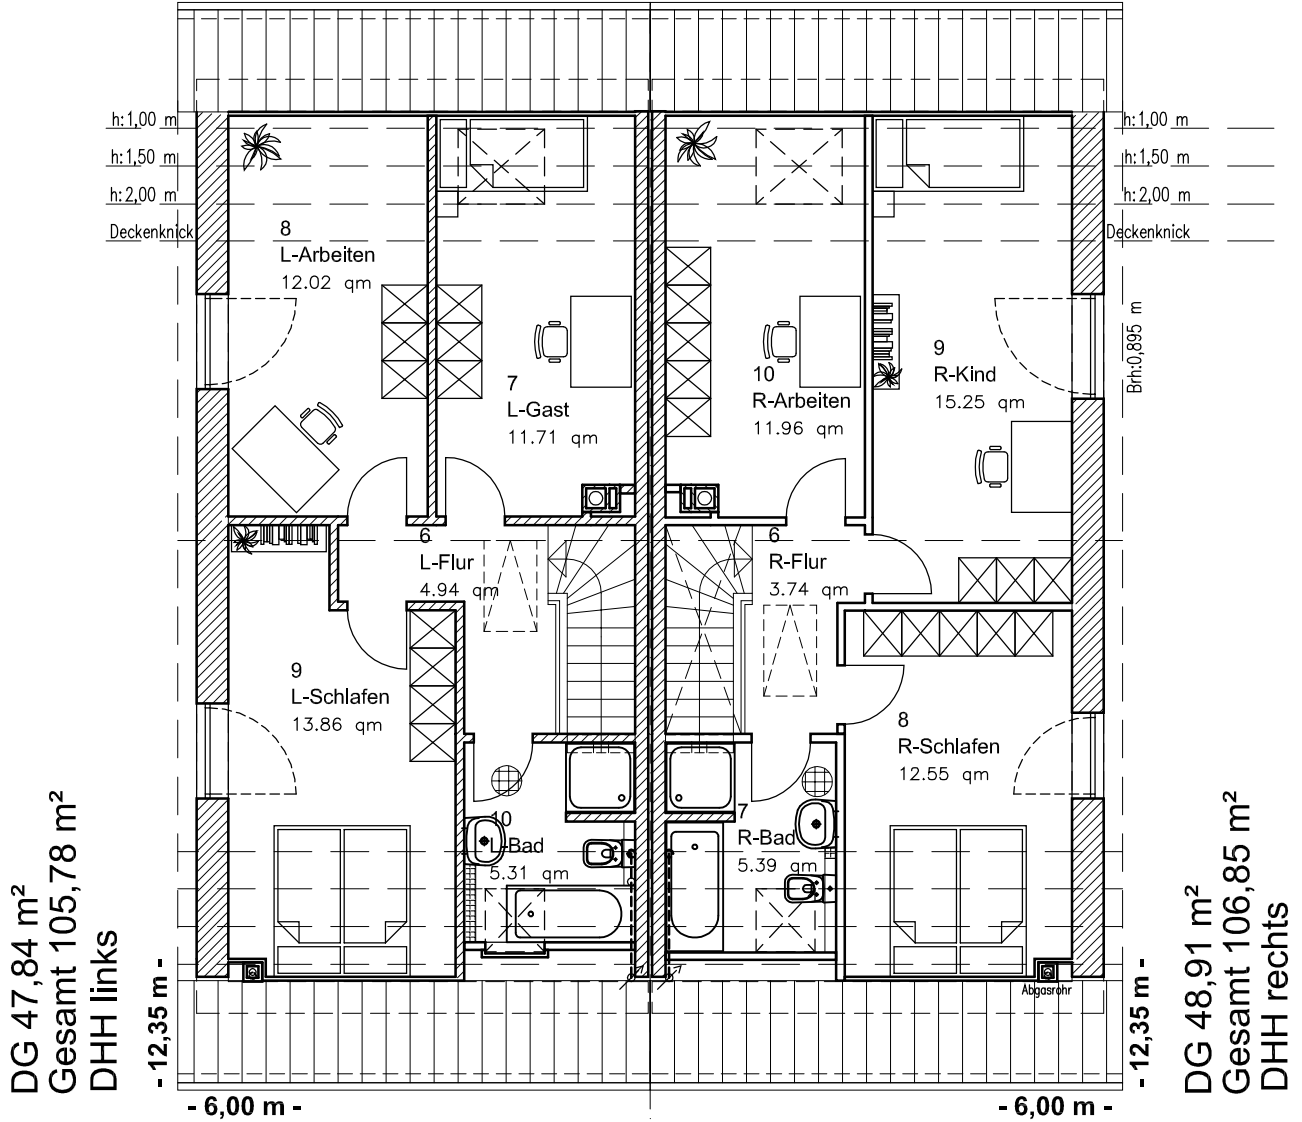 h:1,00 m
h:1,50 m
h:2,00 m
Deckenknick
h:1,00 m
h:1,50 m
h:2,00 m
Deckenknick
Brh:0,895 m
8
L-Arbeiten
12.02 qm
7
L-Gast
11.71 qm
10
R-Arbeiten
11.96 qm
9
R-Kind
15.25 qm
6
L-Flur
4.94 qm
6
R-Flur
3.74 qm
9
L-Schlafen
13.86 qm
8
R-Schlafen
12.55 qm
10
L-Bad
5.31 qm
7
R-Bad
5.39 qm
Abgasrohr
DG 47,84 m²
Gesamt 105,78 m²
DHH links
- 12,35 m -
- 6,00 m -
- 6,00 m -
- 12,35 m -
DG 48,91 m²
Gesamt 106,85 m²
DHH rechts